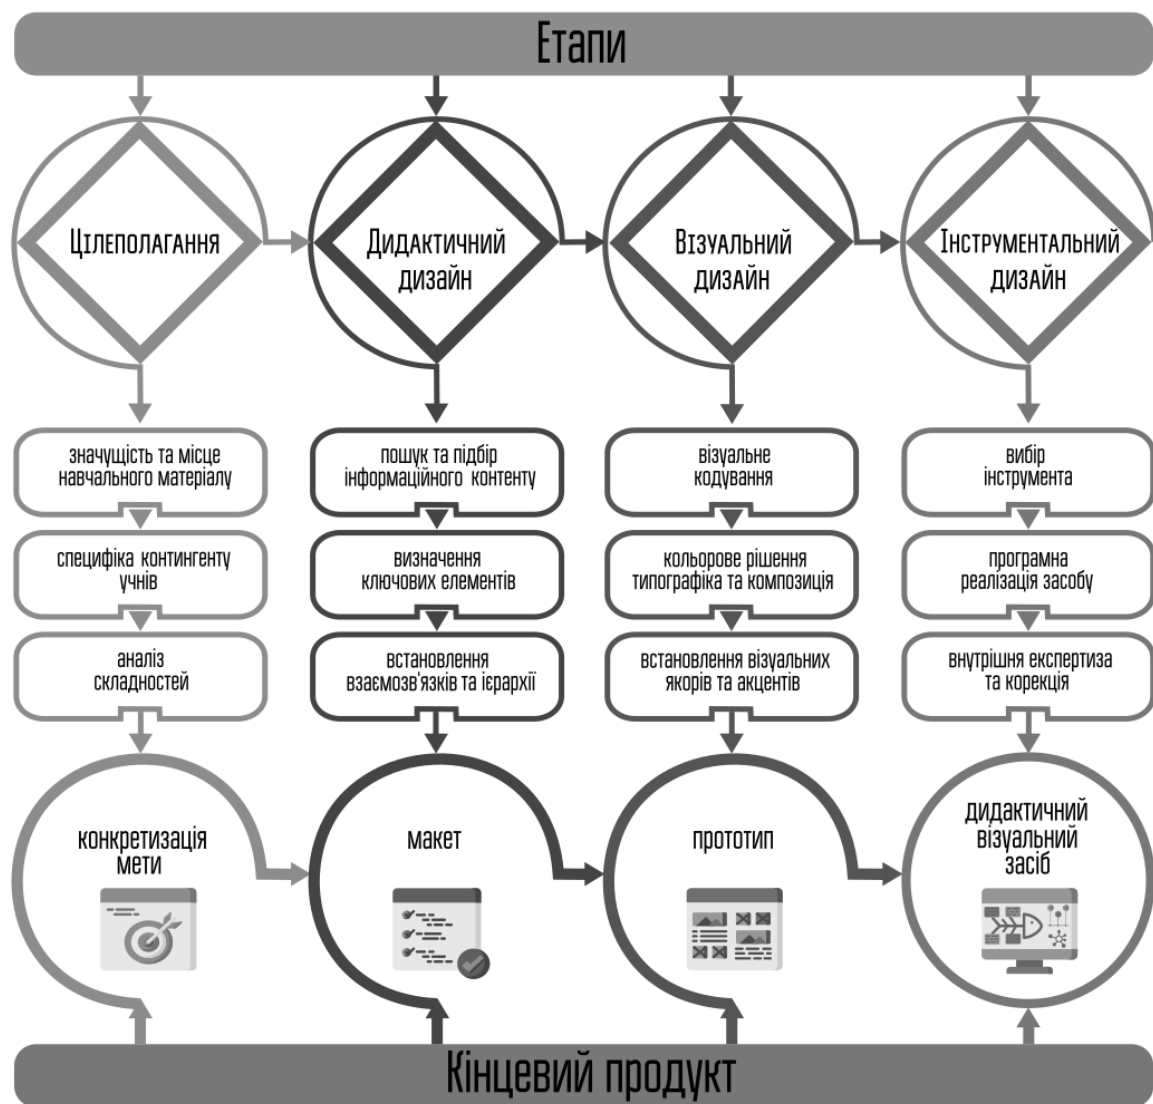 Етапи
Цілеполагання
Дидактичний
дизайн
Візуальний
дизайн
Інструментальний
дизайн
значущість та місце
навчального матеріалу
пошук та підбір
інформаційного контенту
візуальне
кодування
вибір
інструмента
специфіка контингенту
учнів
визначення
ключових елементів
кольорове рішення
типографіка та композиція
програмна
реалізація засобу
аналіз
складностей
встановлення
взаємозв'язків та ієрархії
встановлення візуальних
якорів та акцентів
внутрішня експертиза
та корекція
конкретизація
мети
макет
прототип
дидактичний
візуальний
засіб
Кінцевий продукт